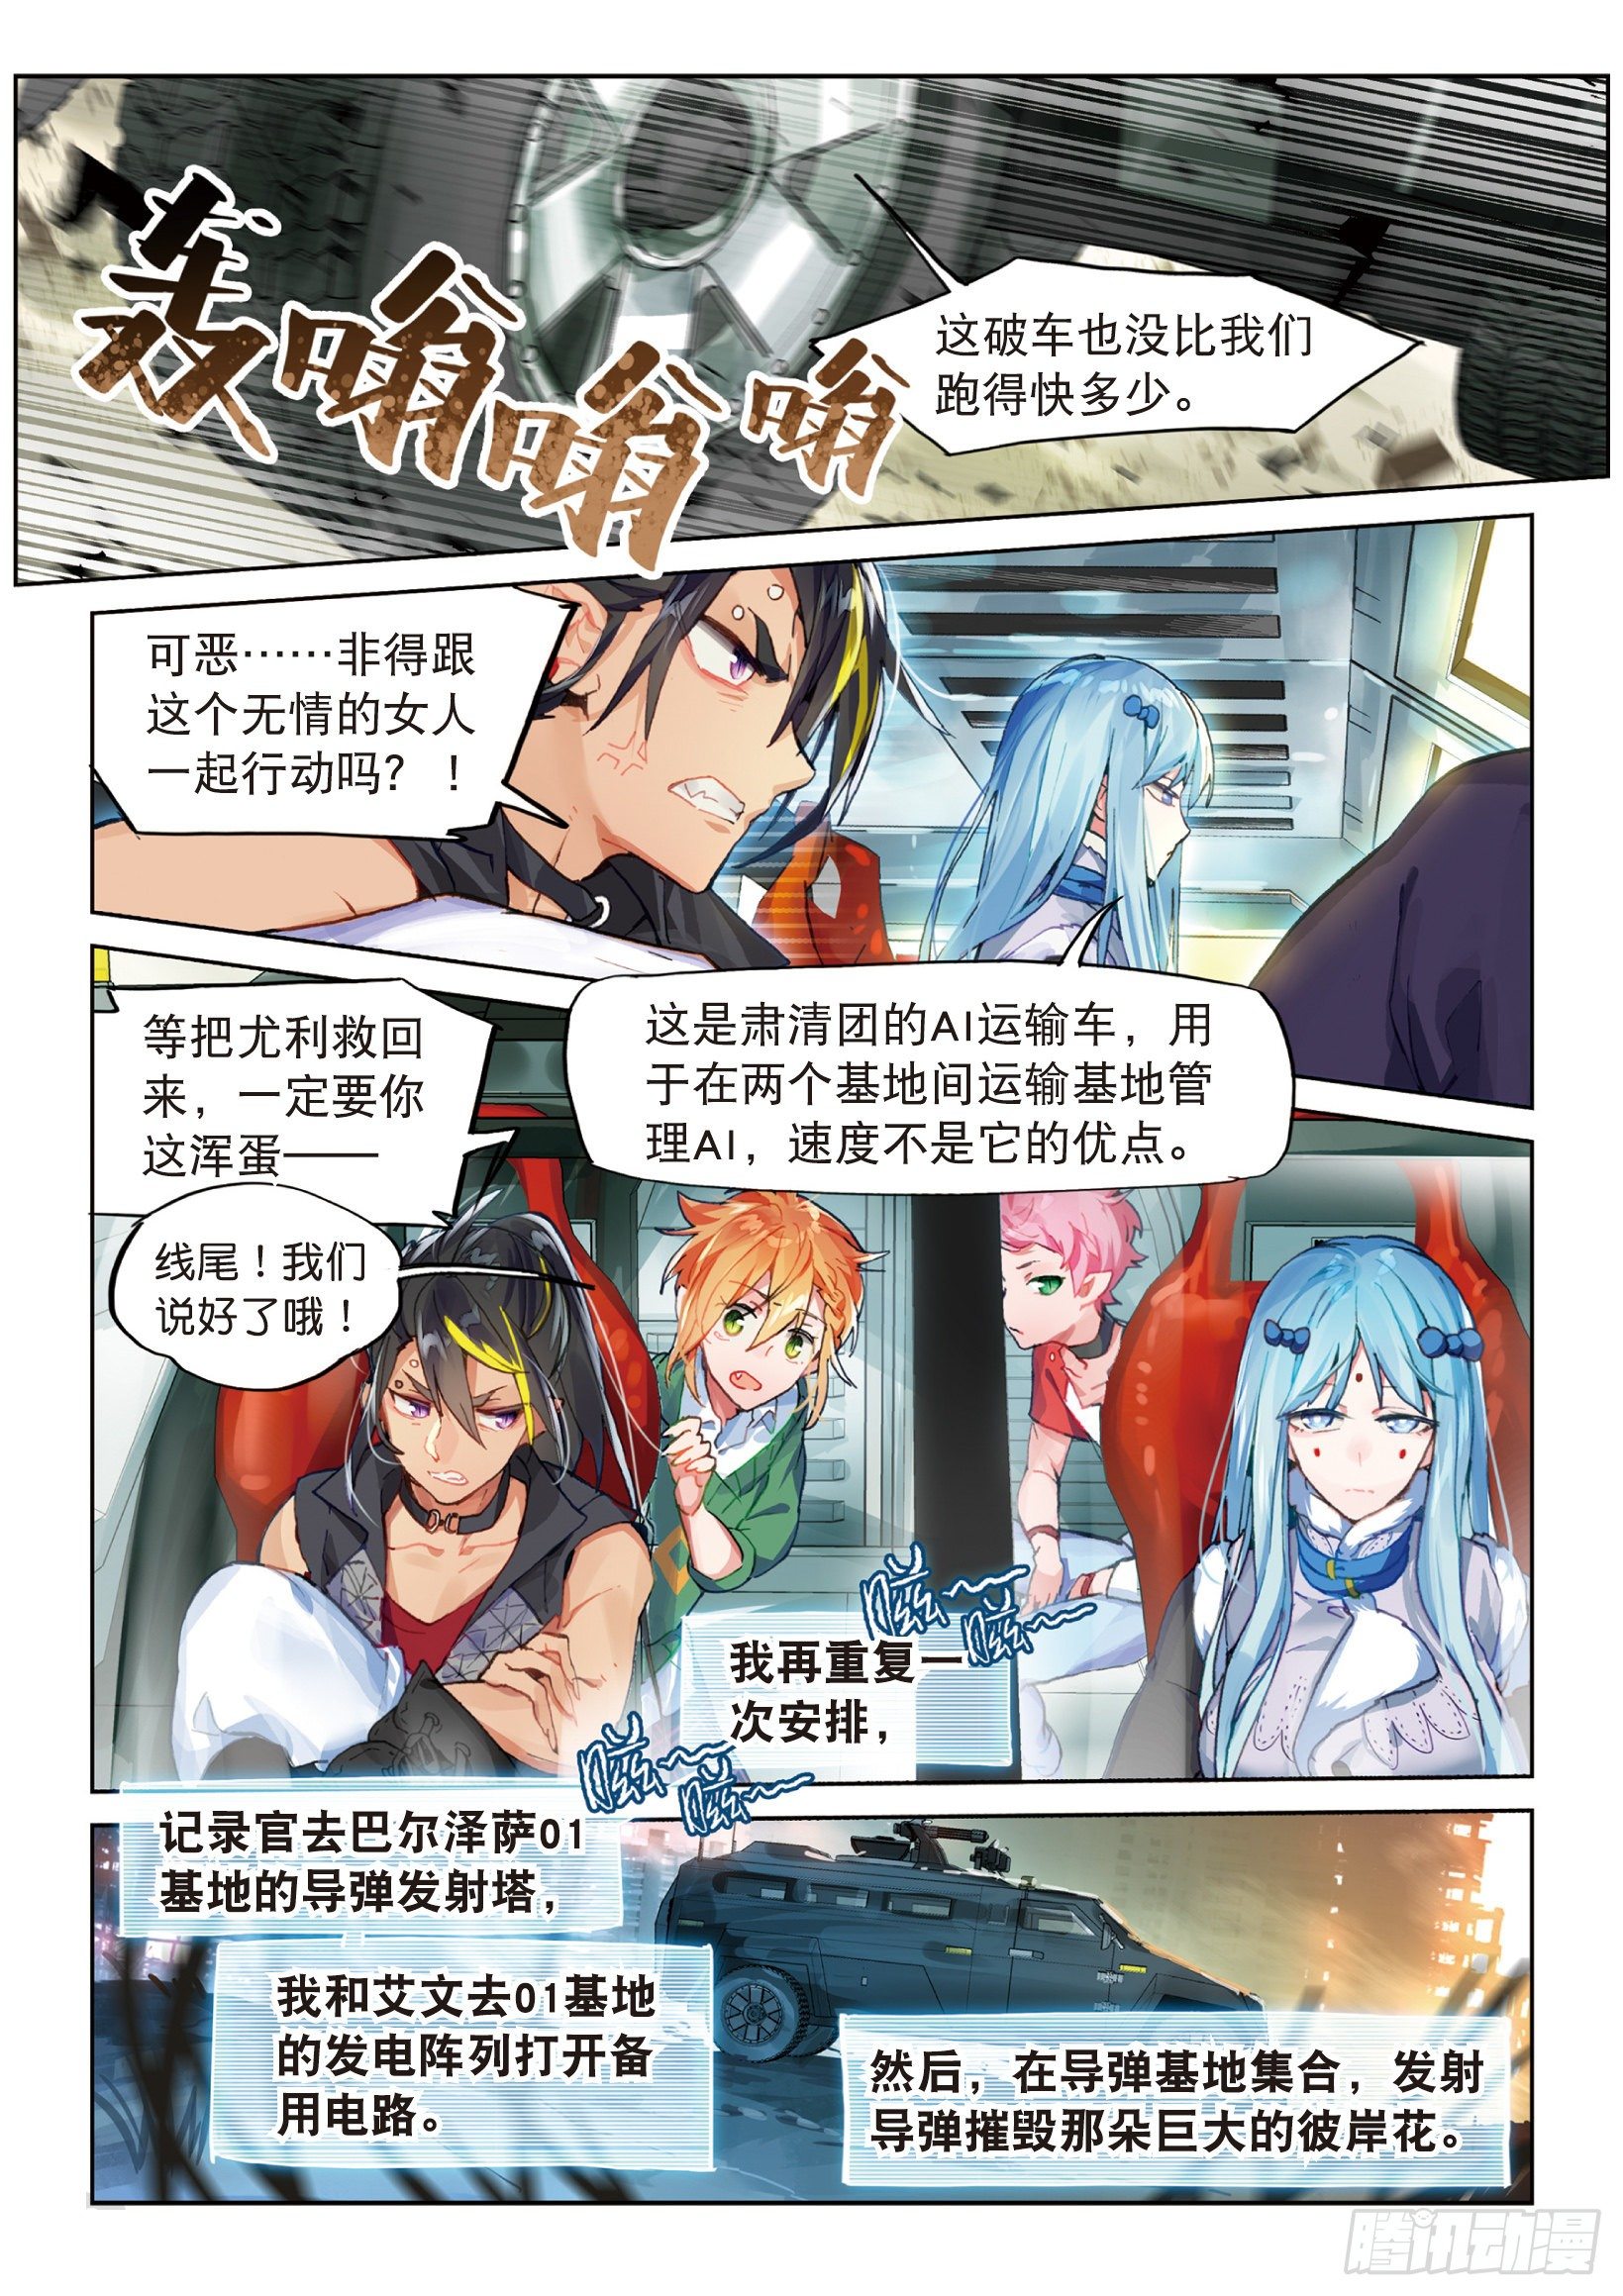 轰嗡嗡嗡
这破车也没比我们
跑得快多少。
可恶……非得跟
这个无情的女人
一起行动吗？！
等把尤利救回
来，一定要你
这浑蛋——
这是肃清团的AI运输车，用
于在两个基地间运输基地管
理AI，速度不是它的优点。
线尾！我们
说好了哦！
嗞～
嗞～
我再重复一
次安排，
嗞～
嗞～
记录官去巴尔泽萨01
基地的导弹发射塔，
我和艾文去01基地
的发电阵列打开备
用电路。
然后，在导弹基地集合，发射
导弹摧毁那朵巨大的彼岸花。
腾讯动漫